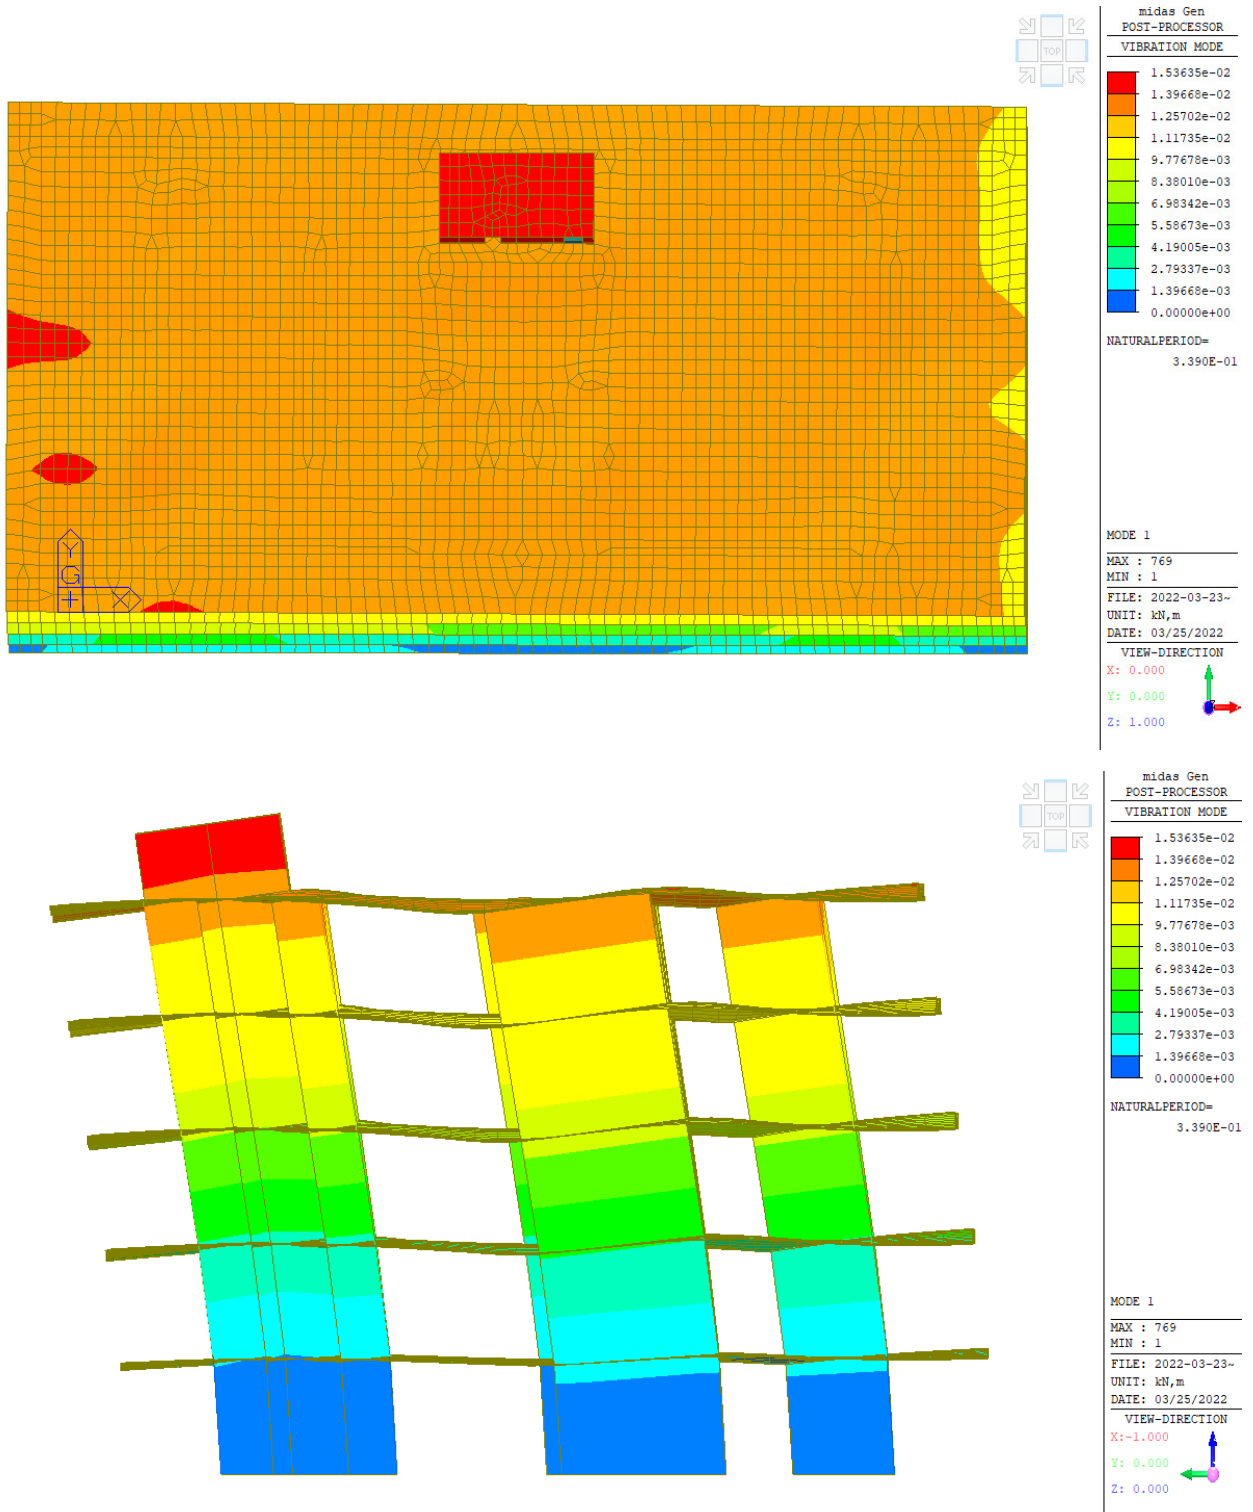 midas Gen
POST-PROCESSOR
VIBRATION MODE
1.53635e-02
1.39668e-02
1.25702e-02
1.11735e-02
9.77678e-03
8.38010e-03
6.98342e-03
5.58673e-03
4.19005e-03
2.79337e-03
1.39668e-03
0.00000e+00
NATURALPERIOD=
3.390E-01
MODE 1
MAX : 769
MIN : 1
FILE: 2022-03-23~
UNIT: kN,m
DATE: 03/25/2022
VIEW-DIRECTION
X: 0.000
Y: 0.000
Z: 1.000
TOP
Y
G
X
Z
midas Gen
POST-PROCESSOR
VIBRATION MODE
1.53635e-02
1.39668e-02
1.25702e-02
1.11735e-02
9.77678e-03
8.38010e-03
6.98342e-03
5.58673e-03
4.19005e-03
2.79337e-03
1.39668e-03
0.00000e+00
NATURALPERIOD=
3.390E-01
MODE 1
MAX : 769
MIN : 1
FILE: 2022-03-23~
UNIT: kN,m
DATE: 03/25/2022
VIEW-DIRECTION
X:-1.000
Y: 0.000
Z: 0.000
TOP